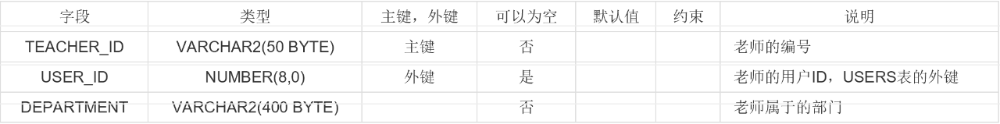 字段 类型 主键，外键 可以为空 默认值 约束 说明
TEACHER_ID VARCHAR2(50 BYTE) 主键 否 老师的编号
USER_ID NUMBER(8,0) 外键 是 老师的用户ID，USERS表的外键
DEPARTMENT VARCHAR2(400 BYTE) 否 老师属于的部门